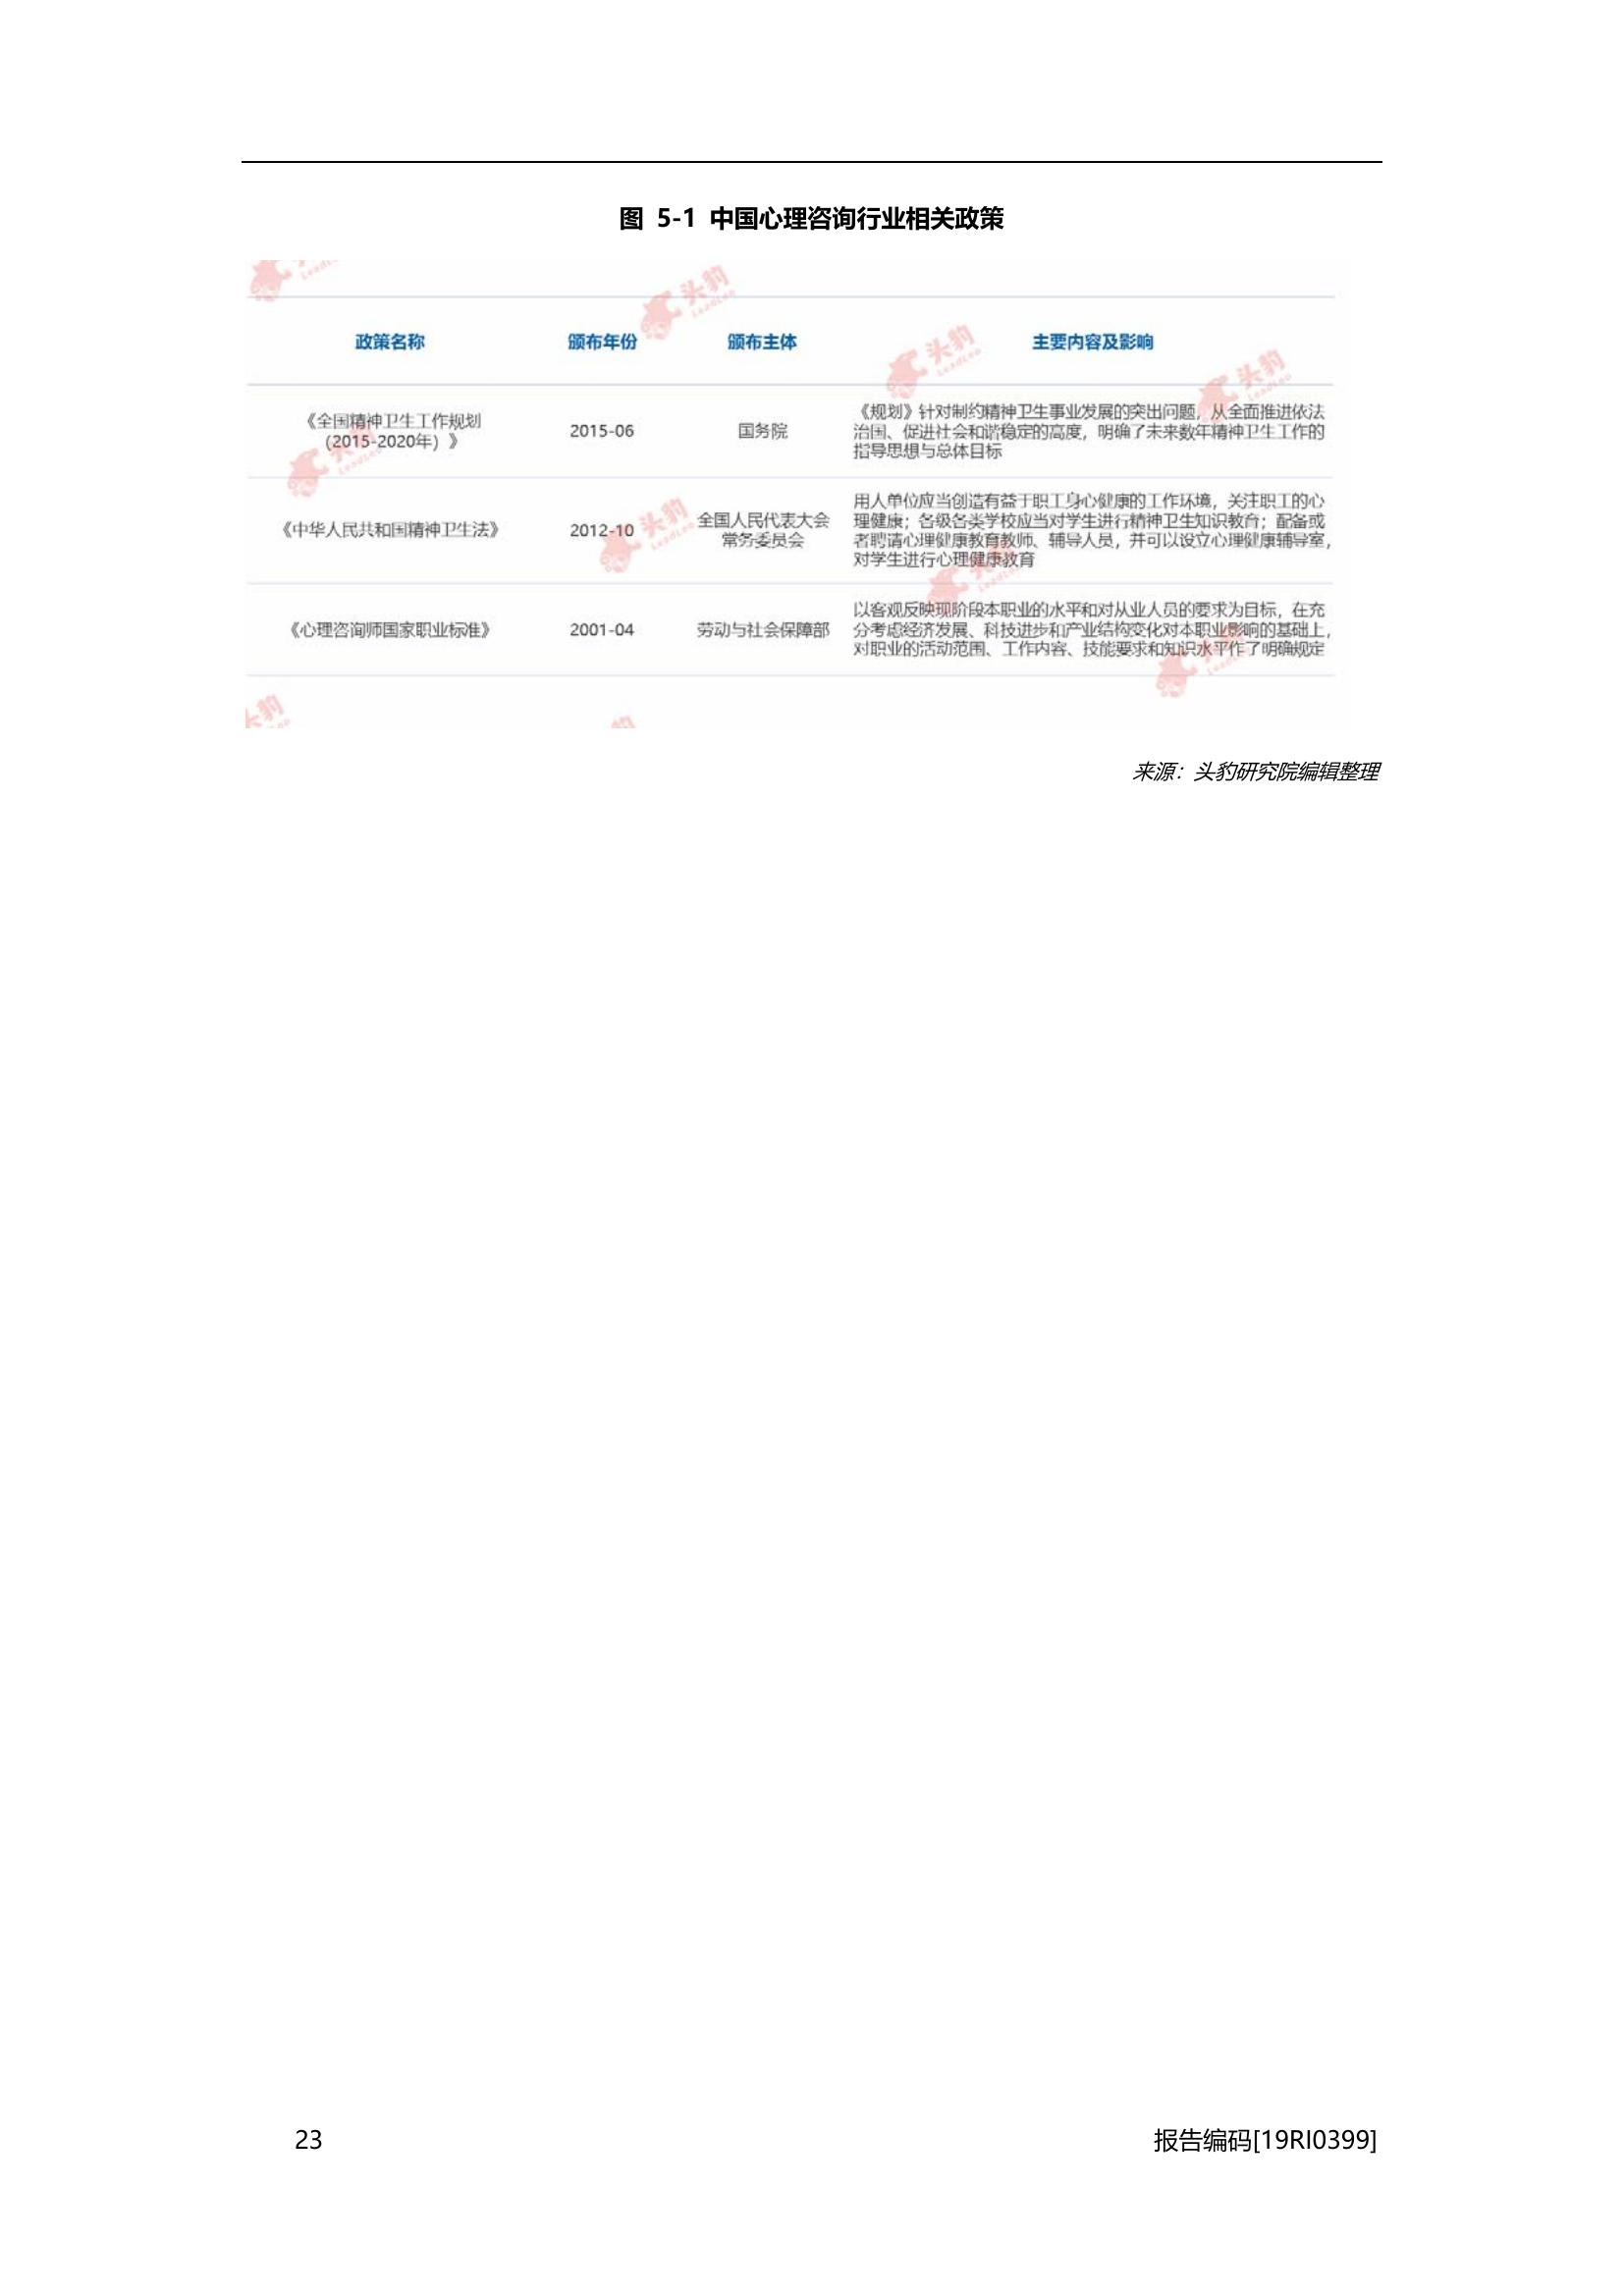 图 5-1 中国心理咨询行业相关政策
政策名称 颁布年份 颁布主体 主要内容及影响
《全国精神卫生工作规划
（2015-2020年）》
2015-06
国务院
《规划》针对制约精神卫生事业发展的突出问题，从全面推进依法
治国、促进社会和谐稳定的高度，明确了未来数年精神卫生工作的
指导思想与总体目标
《中华人民共和国精神卫生法》
2012-10
全国人民代表大会
常务委员会
用人单位应当创造有益于职工身心健康的工作环境，关注职工的心
理健康；各级各类学校应当对学生进行精神卫生知识教育；配备或
者聘请心理健康教育教师、辅导人员，并可以设立心理健康辅导室，
对学生进行心理健康教育
《心理咨询师国家职业标准》
2001-04
劳动与社会保障部
以客观反映现阶段本职业的水平和对从业人员的要求为目标，在充
分考虑经济发展、科技进步和产业结构变化对本职业影响的基础上，
对职业的活动范围、工作内容、技能要求和知识水平作了明确规定
头豹
LeadLeo
来源：头豹研究院编辑整理
23
报告编码[19RI0399]